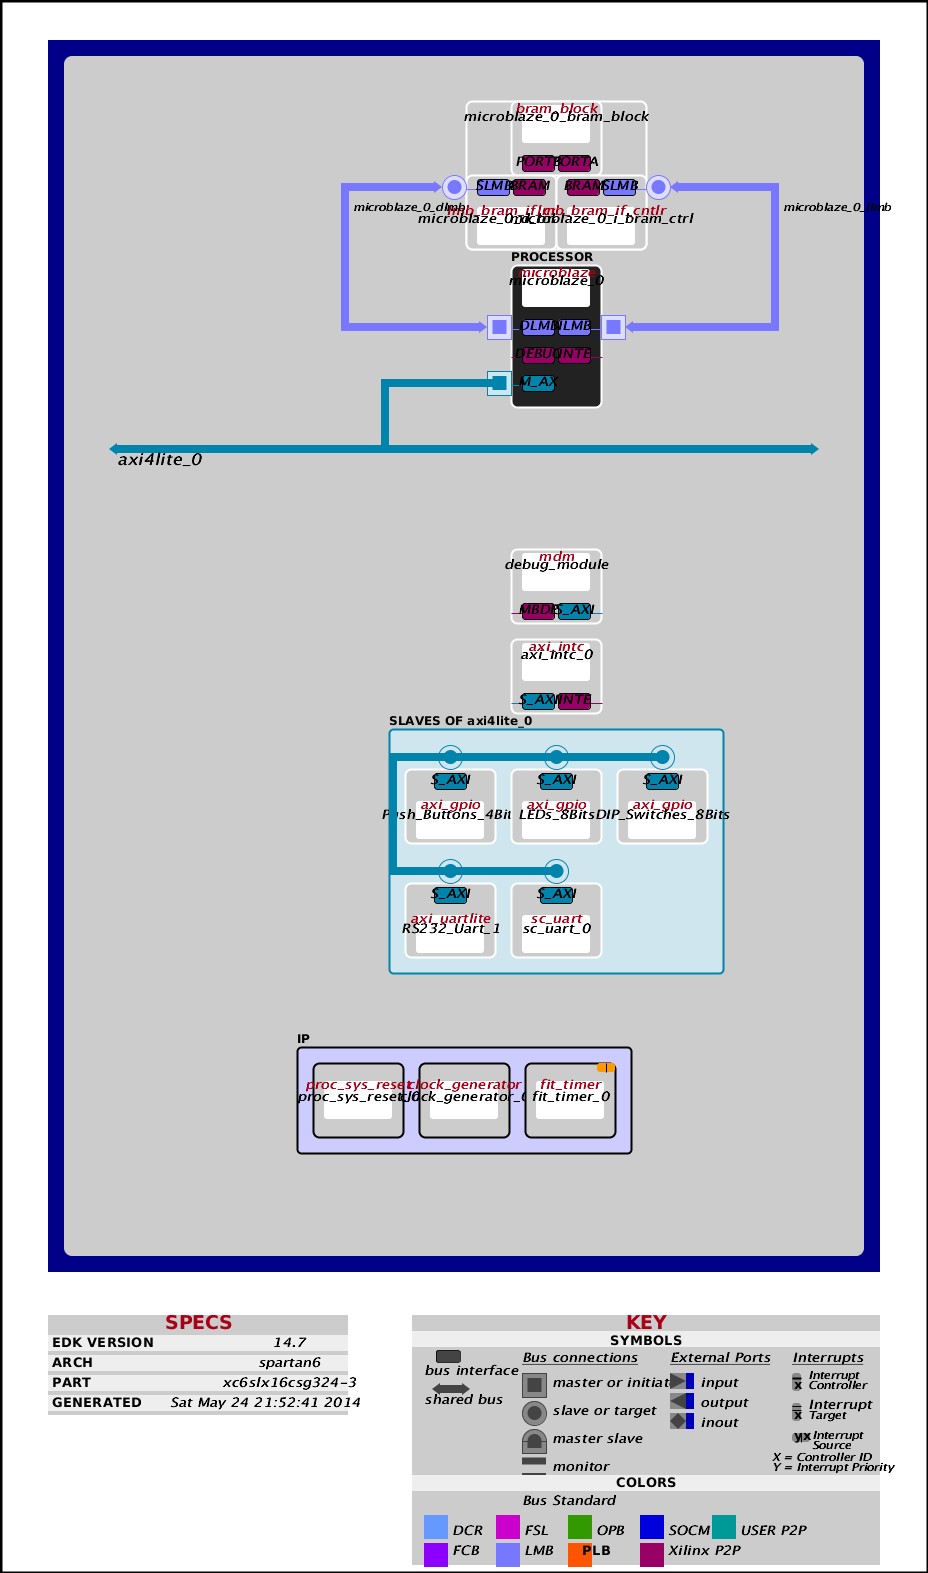 bram_block
microblaze_0_bram_block
PORTB PORTA
SLMB BRAM BRAM SLMB
microblaze_0_dlmb microblaze_0_ilmb
lmb_bram_if_cntlr lmb_bram_if_cntlr
microblaze_0_i_bram_ctrl
PROCESSOR
microblaze
microblaze_0
DLMB ILMB
DEBUG INTE
M_AX
axi4lite_0
mdm
debug_module
MBDE S_AXI
axi_intc
axi_intc_0
S_AXI INTE
SLAVES OF axi4lite_0
S_AXI S_AXI S_AXI
axi_gpio axi_gpio axi_gpio
Push_Buttons_4Bit LEDs_8Bits DIP_Switches_8Bits
S_AXI S_AXI
axi_uartlite sc_uart
RS232_Uart_1 sc_uart_0
IP
proc_sys_reset clock_generator fit_timer
proc_sys_reset_0 clock_generator_0 fit_timer_0
SPECS
EDK VERSION 14.7
ARCH spartan6
PART xc6slx16csg324-3
GENERATED Sat May 24 21:52:41 2014
KEY
SYMBOLS
bus interface
shared bus
Bus connections
master or initiat
slave or target
master slave
monitor
External Ports
input
output
inout
Interrupts
x Interrupt
Controller
x Interrupt
Target
yx Interrupt
Source
X = Controller ID
Y = Interrupt Priority
COLORS
Bus Standard
DCR FSL OPB SOCM USER P2P
FCB LMB PLB Xilinx P2P